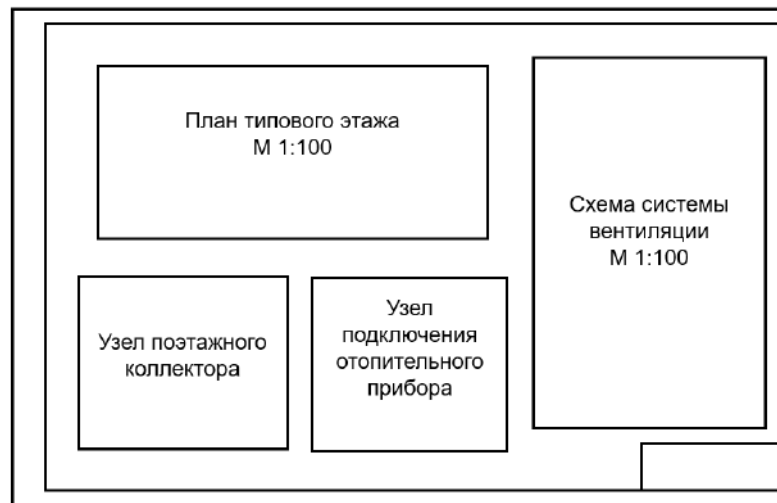 План типового этажа
М 1:100
Схема системы
вентиляции
М 1:100
Узел поэтажного
коллектора
Узел
подключения
отопительного
прибора